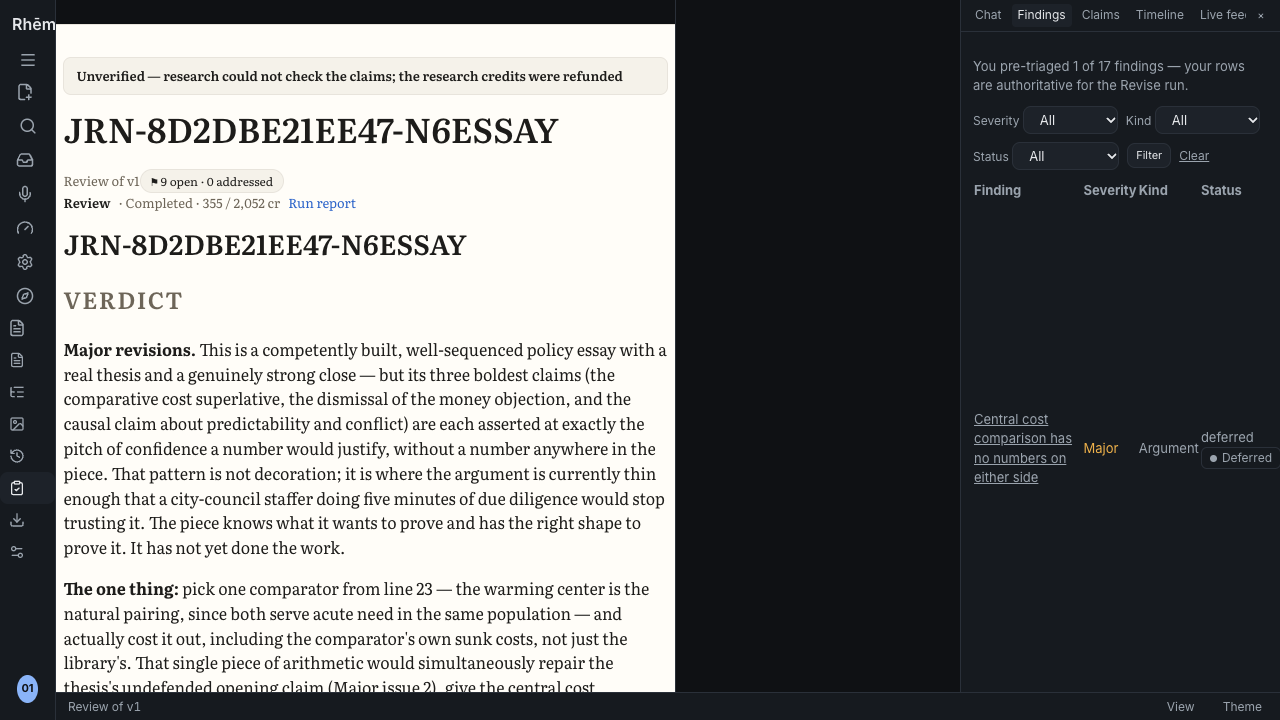 Rhēm
Unverified — research could not check the claims; the research credits were refunded
JRN-8D2DBE21EE47-N6ESSAY
Review of v1
9 open · 0 addressed
Review · Completed · 355 / 2,052 cr Run report
JRN-8D2DBE21EE47-N6ESSAY
VERDICT
Major revisions. This is a competently built, well-sequenced policy essay with a
real thesis and a genuinely strong close — but its three boldest claims (the
comparative cost superlative, the dismissal of the money objection, and the
causal claim about predictability and conflict) are each asserted at exactly the
pitch of confidence a number would justify, without a number anywhere in the
piece. That pattern is not decoration; it is where the argument is currently thin
enough that a city-council staffer doing five minutes of due diligence would stop
trusting it. The piece knows what it wants to prove and has the right shape to
prove it. It has not yet done the work.
The one thing: pick one comparator from line 23 — the warming center is the
natural pairing, since both serve acute need in the same population — and
actually cost it out, including the comparator's own sunk costs, not just the
library's. That single piece of arithmetic would simultaneously repair the
thesis's undefended opening claim (Major issue 2), give the central cost
01
Chat Findings Claims Timeline Live fee ×
You pre-triaged 1 of 17 findings — your rows
are authoritative for the Revise run.
Severity All Kind All
Status All Filter Clear
Finding Severity Kind Status
Central cost
comparison has
no numbers on
either side
Major
Argument
deferred
Deferred
Review of v1
View Theme